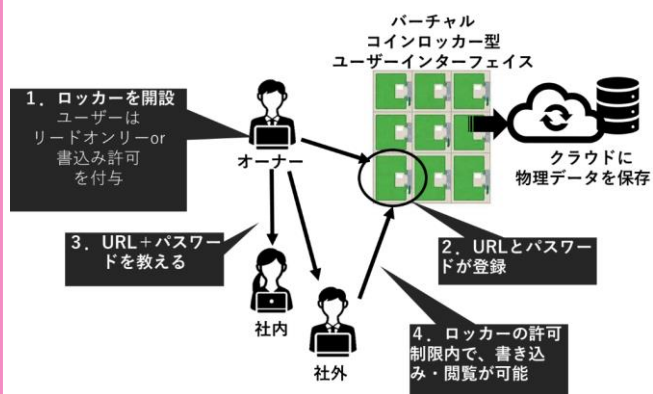 バーチャル
コインロッカー型
ユーザーインターフェイス
1．ロッカーを開設
ユーザーは
リードオンリーor
書込み許可
を付与
オーナー
クラウドに
物理データを保存
3．URL＋パスワー
ドを教える
2．URLとパスワー
ドが登録
社内
社外
4．ロッカーの許可
制限内で、書き込
み・閲覧が可能